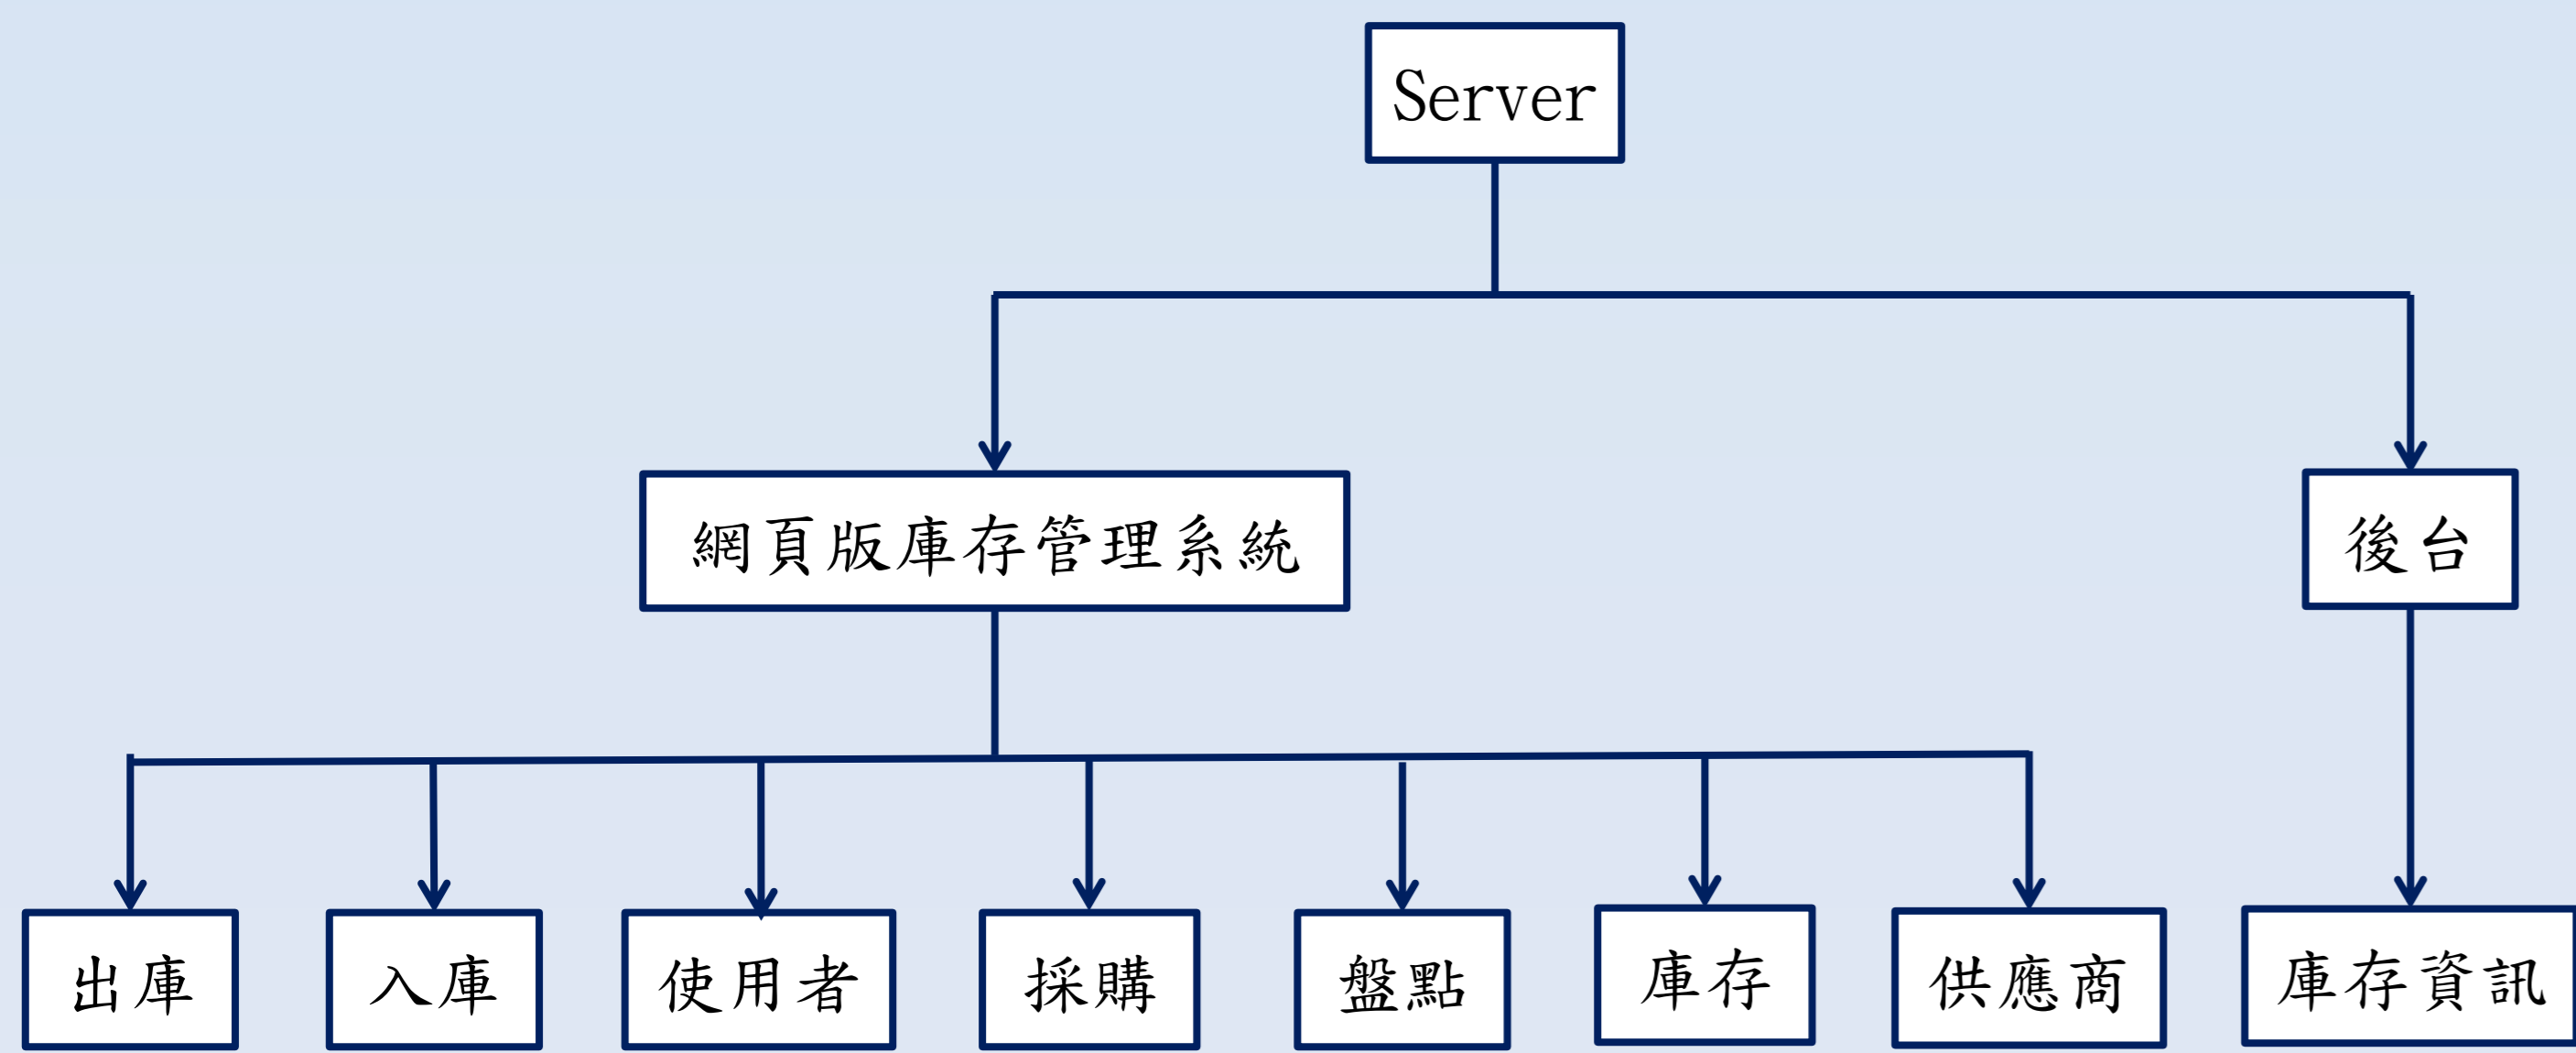 Server
網頁版庫存管理系統
後台
出庫
入庫
使用者
採購
盤點
庫存
供應商
庫存資訊